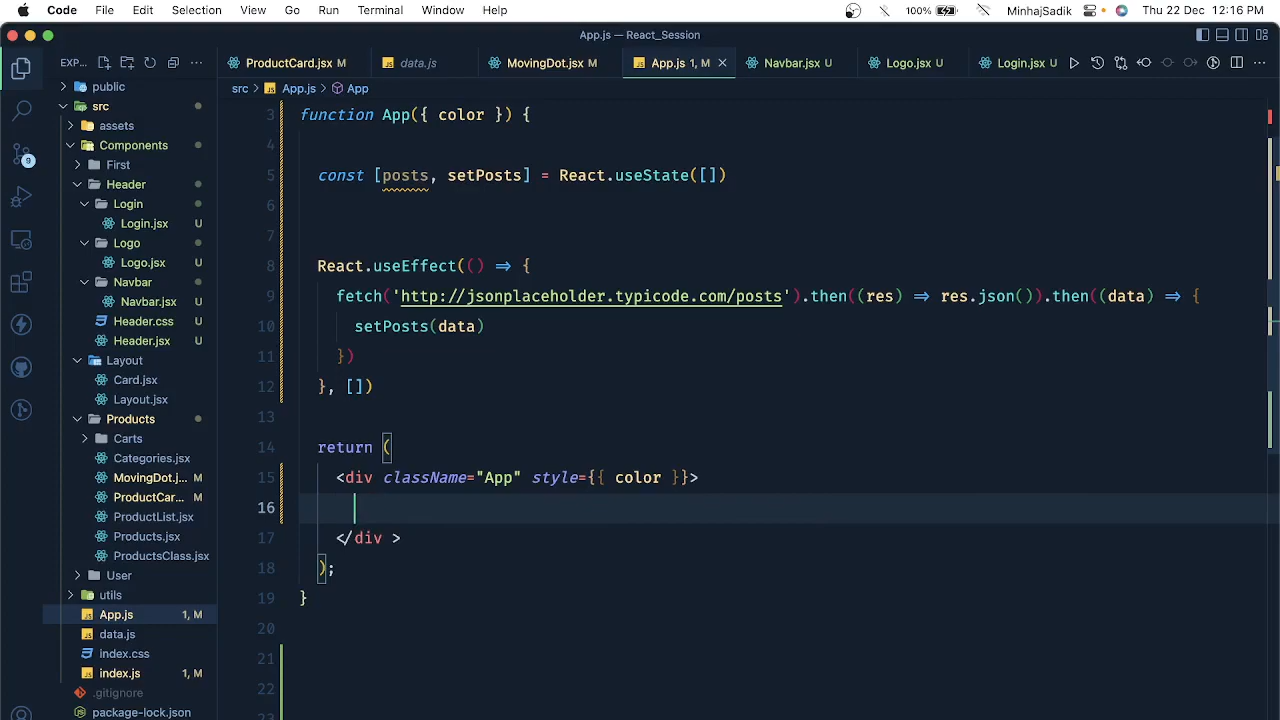 Code File Edit Selection View Go Run Terminal Window Help 100% MinhajSadik Thu 22 Dec 12:16 PM
App.js — React_Session
EXP... ProductCard.jsx M data.js MovingDot.jsx M App.js 1, M Navbar.jsx U Logo.jsx U Login.jsx U
public
src > App.js > App
src
assets
Components
First
Header
Login
Login.jsx U
Logo
Logo.jsx U
Navbar
Navbar.jsx U
Header.css U
Header.jsx U
Layout
Card.jsx
Layout.jsx
Products
Carts
Categories.jsx
MovingDot.j... M
ProductCar... M
ProductList.jsx
Products.jsx
ProductsClass.jsx
User
utils
App.js 1, M
data.js
index.css
index.js 1, M
.gitignore
package-lock.json
9
3 function App({ color }) {
4
5 const [posts, setPosts] = React.useState([])
6
7
8 React.useEffect(() => {
9 fetch('http://jsonplaceholder.typicode.com/posts').then((res) => res.json()).then((data) => {
10 setPosts(data)
11 })
12 }, [])
13
14 return (
15 <div className="App" style={{ color }}>
16
17 </div >
18 );
19 }
20
21
22
23